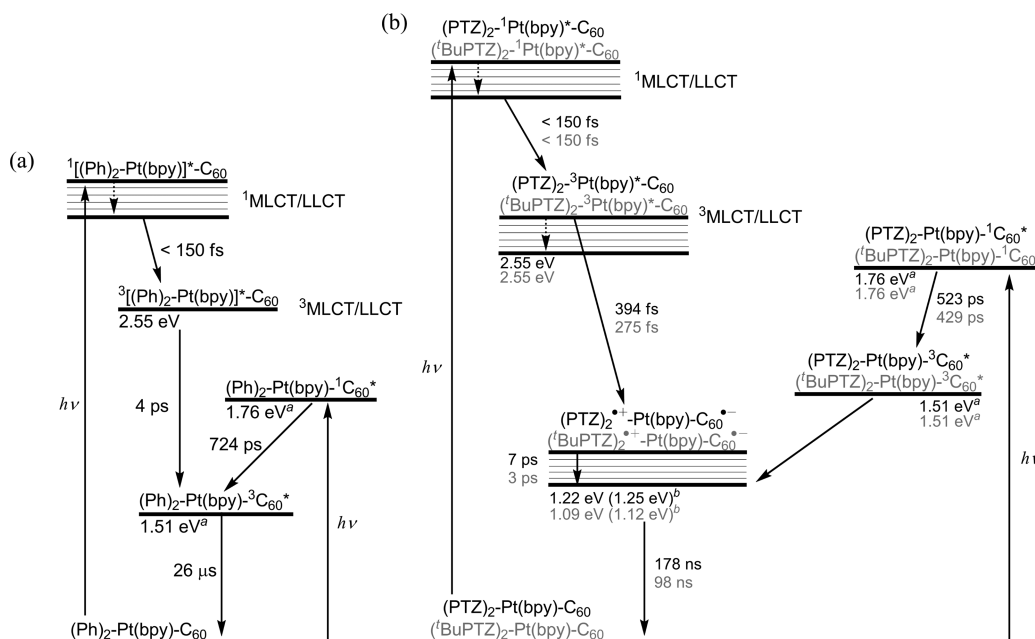 (a)
¹[(Ph)₂-Pt(bpy)]*-C₆₀
¹MLCT/LLCT
< 150 fs
³[(Ph)₂-Pt(bpy)]*-C₆₀
³MLCT/LLCT
2.55 eV
hν
4 ps
(Ph)₂-Pt(bpy)-¹C₆₀*
1.76 eVᵃ
724 ps
(Ph)₂-Pt(bpy)-³C₆₀*
1.51 eVᵃ
hν
26 μs
(Ph)₂-Pt(bpy)-C₆₀
(b)
(PTZ)₂-¹Pt(bpy)*-C₆₀
(ᵗBuPTZ)₂-¹Pt(bpy)*-C₆₀
¹MLCT/LLCT
< 150 fs
< 150 fs
(PTZ)₂-³Pt(bpy)*-C₆₀
(ᵗBuPTZ)₂-³Pt(bpy)*-C₆₀
³MLCT/LLCT
2.55 eV
2.55 eV
(PTZ)₂-Pt(bpy)-¹C₆₀*
(ᵗBuPTZ)₂-Pt(bpy)-¹C₆₀
1.76 eVᵃ
1.76 eVᵃ
523 ps
429 ps
394 fs
275 fs
hν
(PTZ)₂-Pt(bpy)-³C₆₀*
(ᵗBuPTZ)₂-Pt(bpy)-³C₆₀*
1.51 eVᵃ
1.51 eVᵃ
(PTZ)₂•⁺-Pt(bpy)-C₆₀•⁻
(ᵗBuPTZ)₂•⁺-Pt(bpy)-C₆₀•⁻
7 ps
3 ps
1.22 eV (1.25 eV)ᵇ
1.09 eV (1.12 eV)ᵇ
hν
178 ns
98 ns
(PTZ)₂-Pt(bpy)-C₆₀
(ᵗBuPTZ)₂-Pt(bpy)-C₆₀